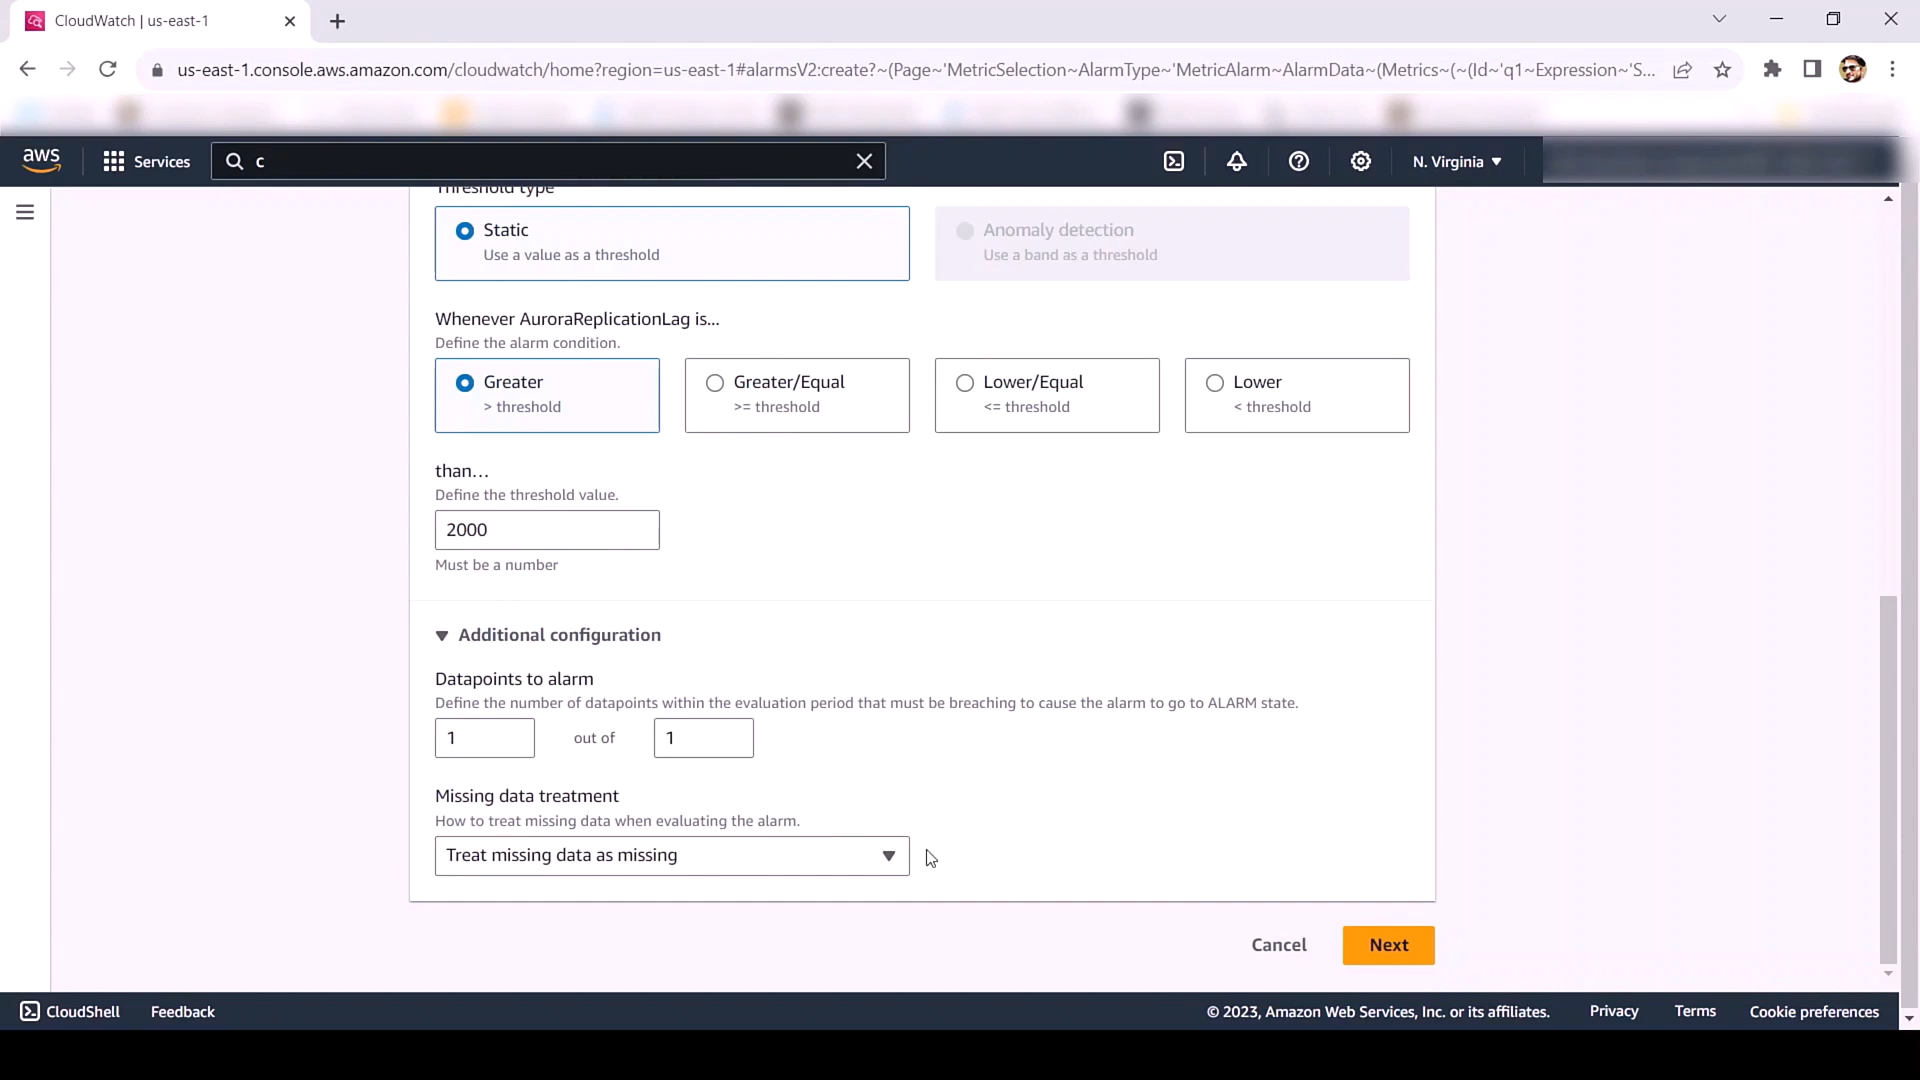 CloudWatch | us-east-1
us-east-1.console.aws.amazon.com/cloudwatch/home?region=us-east-1#alarmsV2:create?~(Page~'MetricSelection~AlarmType~'MetricAlarm~AlarmData~(Metrics~(~(Id~'q1~Expression~'S...
aws
Services
c
N. Virginia
Threshold type
Static
Use a value as a threshold
Anomaly detection
Use a band as a threshold
Whenever AuroraReplicationLag is...
Define the alarm condition.
Greater
> threshold
Greater/Equal
>= threshold
Lower/Equal
<= threshold
Lower
< threshold
than...
Define the threshold value.
2000
Must be a number
Additional configuration
Datapoints to alarm
Define the number of datapoints within the evaluation period that must be breaching to cause the alarm to go to ALARM state.
1 out of 1
Missing data treatment
How to treat missing data when evaluating the alarm.
Treat missing data as missing
Cancel
Next
CloudShell
Feedback
© 2023, Amazon Web Services, Inc. or its affiliates.
Privacy
Terms
Cookie preferences